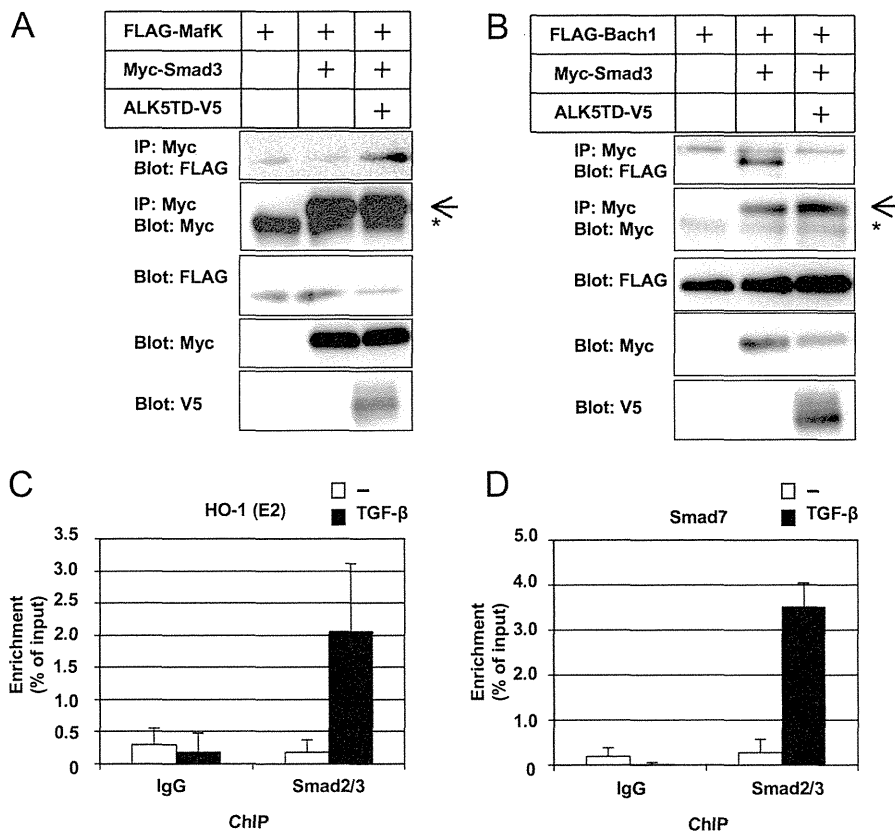 A
FLAG-MafK + + +
Myc-Smad3 + +
ALK5TD-V5 +
IP: Myc
Blot: FLAG
IP: Myc
Blot: Myc
*
Blot: FLAG
Blot: Myc
Blot: V5
B
FLAG-Bach1 + + +
Myc-Smad3 + +
ALK5TD-V5 +
IP: Myc
Blot: FLAG
IP: Myc
Blot: Myc
*
Blot: FLAG
Blot: Myc
Blot: V5
C
HO-1 (E2)
–
TGF-β
Enrichment
(% of input)
3.5
3.0
2.5
2.0
1.5
1.0
0.5
0
IgG
Smad2/3
ChIP
D
Smad7
–
TGF-β
Enrichment
(% of input)
5.0
4.0
3.0
2.0
1.0
0
IgG
Smad2/3
ChIP